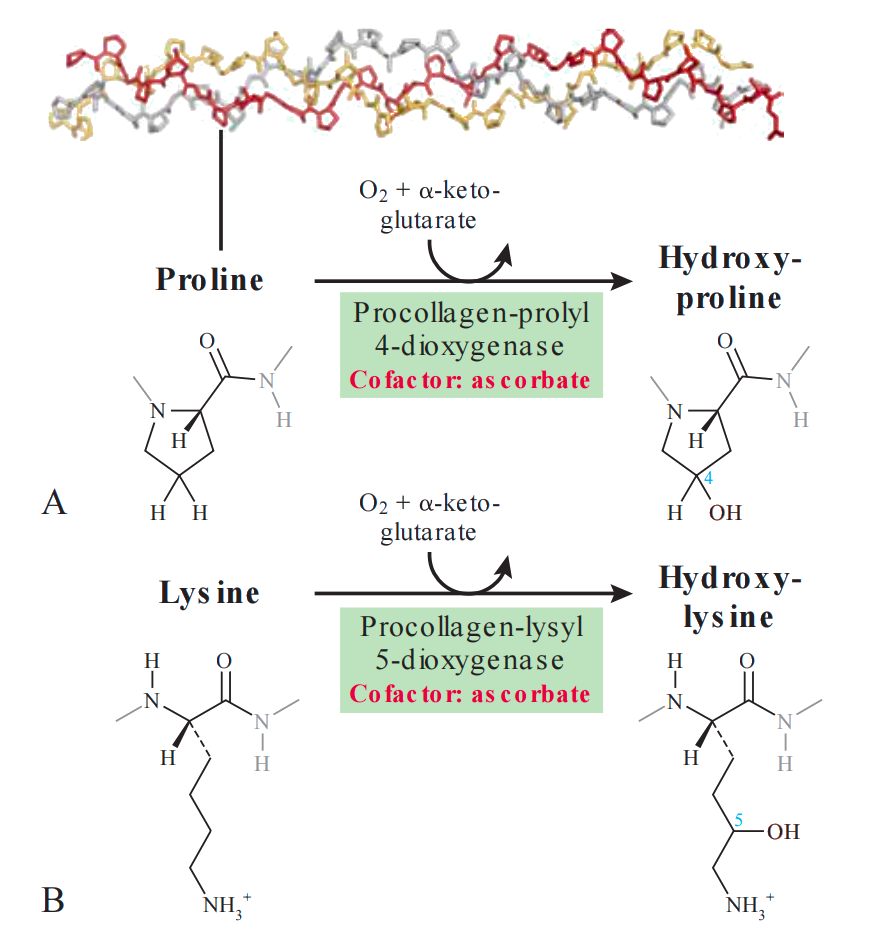 O₂ + α-keto-
glutarate
Proline
Hydroxy-
proline
Procollagen-prolyl
4-dioxygenase
Cofactor: ascorbate
O
N
N
H
H
H H
O
N
N
H
H
4
H OH
A
O₂ + α-keto-
glutarate
Lysine
Hydroxy-
lysine
Procollagen-lysyl
5-dioxygenase
Cofactor: ascorbate
H
O
N
N
H
H
NH₃⁺
H
O
N
N
H
H
5
OH
NH₃⁺
B